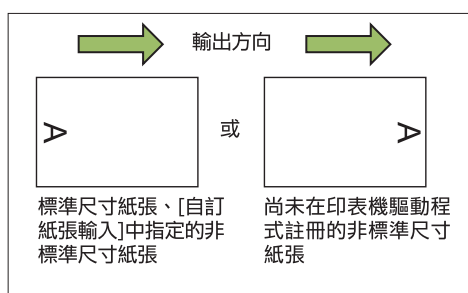 輸出方向
A
或
A
標準尺寸紙張、[自訂
紙張輸入]中指定的非
標準尺寸紙張
尚未在印表機驅動程
式註冊的非標準尺寸
紙張